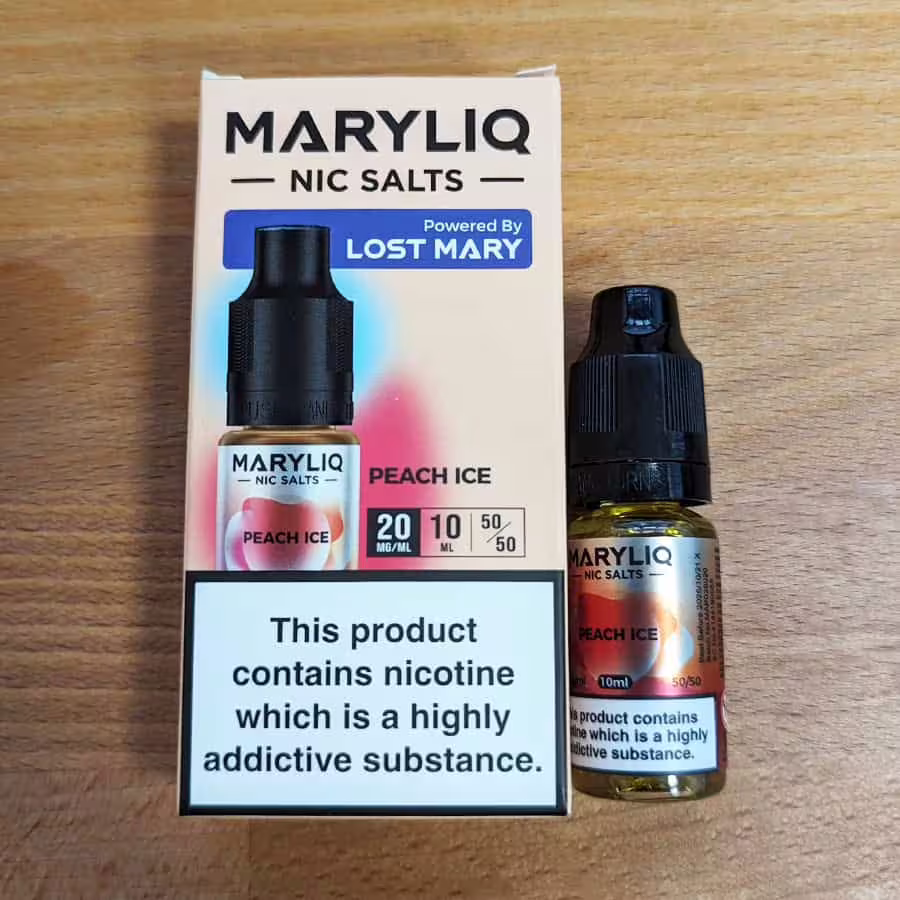 MARYLIQ
NIC SALTS
Powered By
LOST MARY
MARYLIQ
NIC SALTS
PEACH ICE
PEACH ICE
20
MG/ML
10
ML
50/50
This product
contains nicotine
which is a highly
addictive substance.
MARYLIQ
NIC SALTS
PEACH ICE
10ml
50/50
product contains
which is a highly
substance.